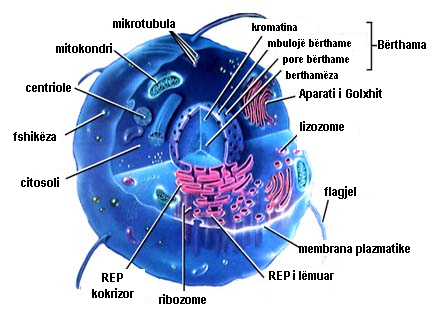 mikrotubula
kromatina
mbulojë bërthame
Bërthama
mitokondri
pore bërthame
berthamëza
centriole
Aparati i Golxhit
fshikëza
lizozome
citosoli
flagjel
membrana plazmatike
REP
kokrizor
REP i lëmuar
ribozome